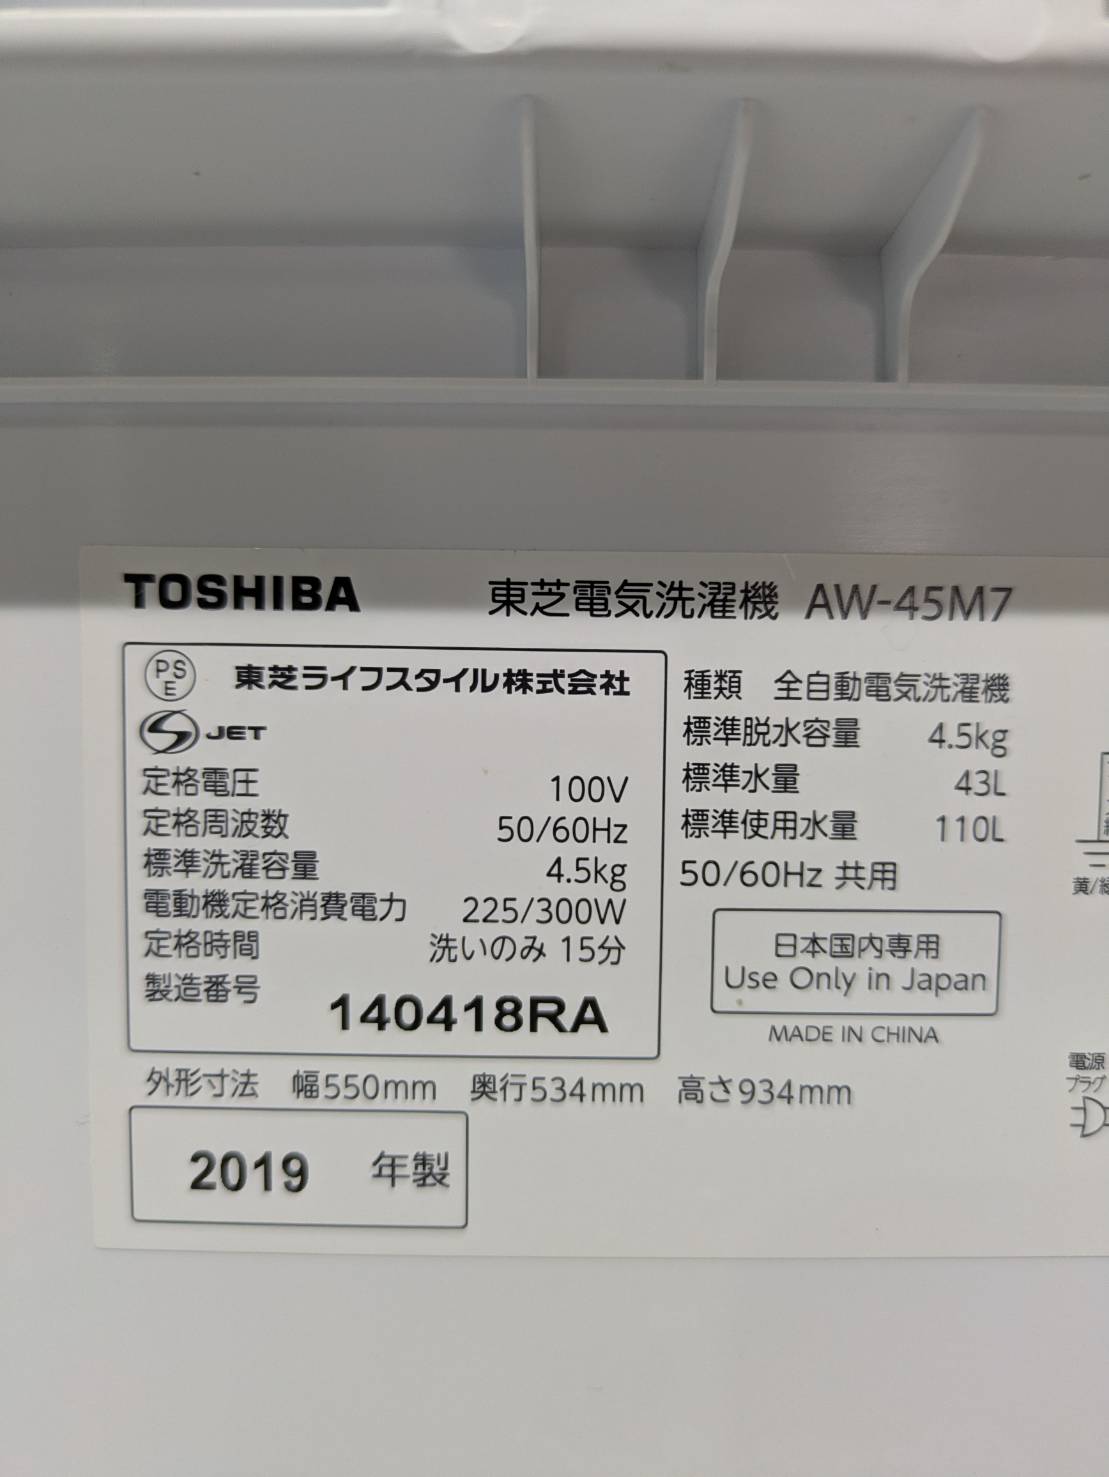 TOSHIBA 東芝電気洗濯機 AW-45M7
PS E 東芝ライフスタイル株式会社
JET
定格電圧 100V
定格周波数 50/60Hz
標準洗濯容量 4.5kg
電動機定格消費電力 225/300W
定格時間 洗いのみ 15分
製造番号 140418RA
種類 全自動電気洗濯機
標準脱水容量 4.5kg
標準水量 43L
標準使用水量 110L
50/60Hz 共用
日本国内専用
Use Only in Japan
MADE IN CHINA
外形寸法 幅550mm 奥行534mm 高さ934mm
2019 年製
電源
プラグ